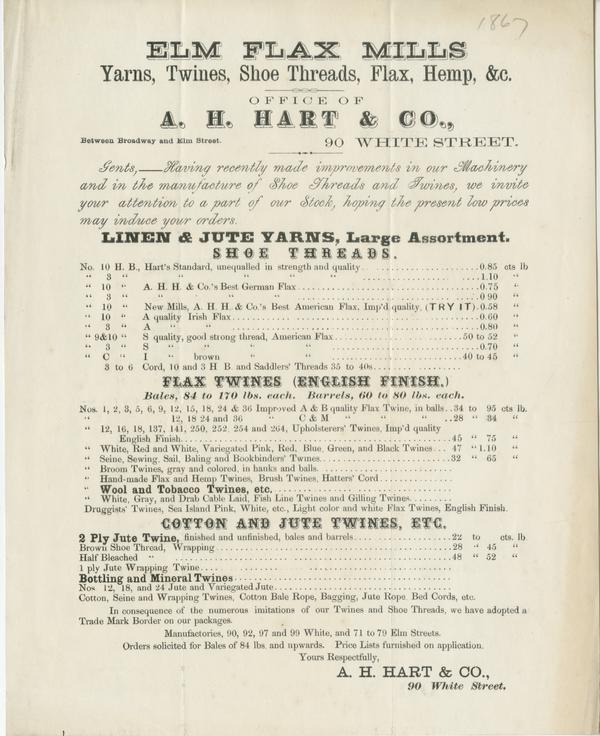 1867
ELM FLAX MILLS
Yarns, Twines, Shoe Threads, Flax, Hemp, &c.
OFFICE OF
A. H. HART & CO.,
Between Broadway and Elm Street. 90 WHITE STREET.
Gents,—Having recently made improvements in our Machinery
and in the manufacture of Shoe Threads and Twines, we invite
your attention to a part of our Stock, hoping the present low prices
may induce your orders.
LINEN & JUTE YARNS, Large Assortment.
SHOE THREADS.
No. 10 H. B., Hart's Standard, unequalled in strength and quality 0.85 cts lb
" 3 " " " " " 1.10 "
" 10 " A. H. H. & Co.'s Best German Flax 0.75 "
" 3 " " " " 0 90 "
" 10 " New Mills, A. H. H. & Co.'s Best American Flax, Imp'd quality, (TRY IT) 0.58 "
" 10 " A quality Irish Flax 0.60 "
" 3 " A " " 0.80 "
" 9&10 " S quality, good strong thread, American Flax 50 to 52 "
" 3 " S " " " 0.70 "
" C " I " brown " " 40 to 45 "
3 to 6 Cord, 10 and 3 H. B. and Saddlers' Threads 35 to 40s
FLAX TWINES (ENGLISH FINISH.)
Bales, 84 to 170 lbs. each. Barrels, 60 to 80 lbs. each.
Nos. 1, 2, 3, 5, 6, 9, 12, 15, 18, 24 & 36 Improved A & B quality Flax Twine, in balls 34 to 95 cts lb.
" 12, 18 24 and 36 " C & M " " " 28 " 34 "
" 12, 16, 18, 137, 141, 250, 252, 254 and 264, Upholsterers' Twines, Imp'd quality
English Finish 45 " 75 "
" White, Red and White, Variegated Pink, Red, Blue, Green, and Black Twines 47 " 1.10 "
" Seine, Sewing, Sail, Baling and Bookbinders' Twines 32 " 65 "
" Broom Twines, gray and colored, in hanks and balls
" Hand-made Flax and Hemp Twines, Brush Twines, Hatters' Cord
" Wool and Tobacco Twines, etc.
" White, Gray, and Drab Cable Laid, Fish Line Twines and Gilling Twines
Druggists' Twines, Sea Island Pink, White, etc., Light color and white Flax Twines, English Finish.
COTTON AND JUTE TWINES, ETC.
2 Ply Jute Twine, finished and unfinished, bales and barrels 22 to cts. lb
Brown Shoe Thread, Wrapping 28 " 45 "
Half Bleached " 48 " 52 "
1 ply Jute Wrapping Twine
Bottling and Mineral Twines
Nos 12, 18, and 24 Jute and Variegated Jute
Cotton, Seine and Wrapping Twines, Cotton Bale Rope, Bagging, Jute Rope, Bed Cords, etc.
In consequence of the numerous imitations of our Twines and Shoe Threads, we have adopted a
Trade Mark Border on our packages.
Manufactories, 90, 92, 97 and 99 White, and 71 to 79 Elm Streets.
Orders solicited for Bales of 84 lbs. and upwards. Price Lists furnished on application.
Yours Respectfully,
A. H. HART & CO.,
90 White Street.